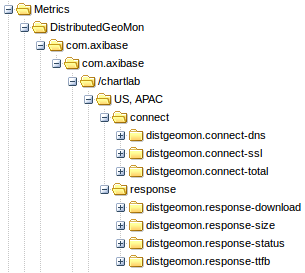 Metrics
DistributedGeoMon
com.axibase
com.axibase
/chartlab
US, APAC
connect
distgeomon.connect-dns
distgeomon.connect-ssl
distgeomon.connect-total
response
distgeomon.response-download
distgeomon.response-size
distgeomon.response-status
distgeomon.response-ttfb